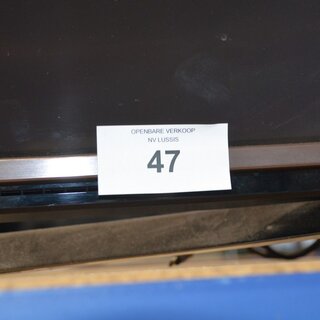 OPENBARE VERKOOP
NV LUSSIS
47